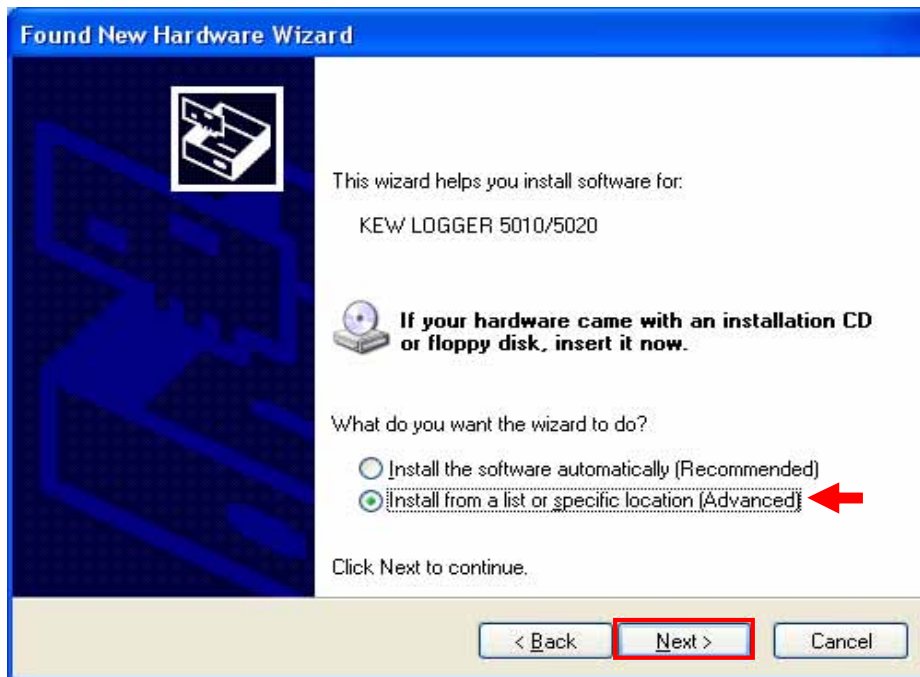 Found New Hardware Wizard
This wizard helps you install software for:
KEW LOGGER 5010/5020
If your hardware came with an installation CD
or floppy disk, insert it now.
What do you want the wizard to do?
Install the software automatically (Recommended)
Install from a list or specific location (Advanced)
Click Next to continue.
< Back Next > Cancel